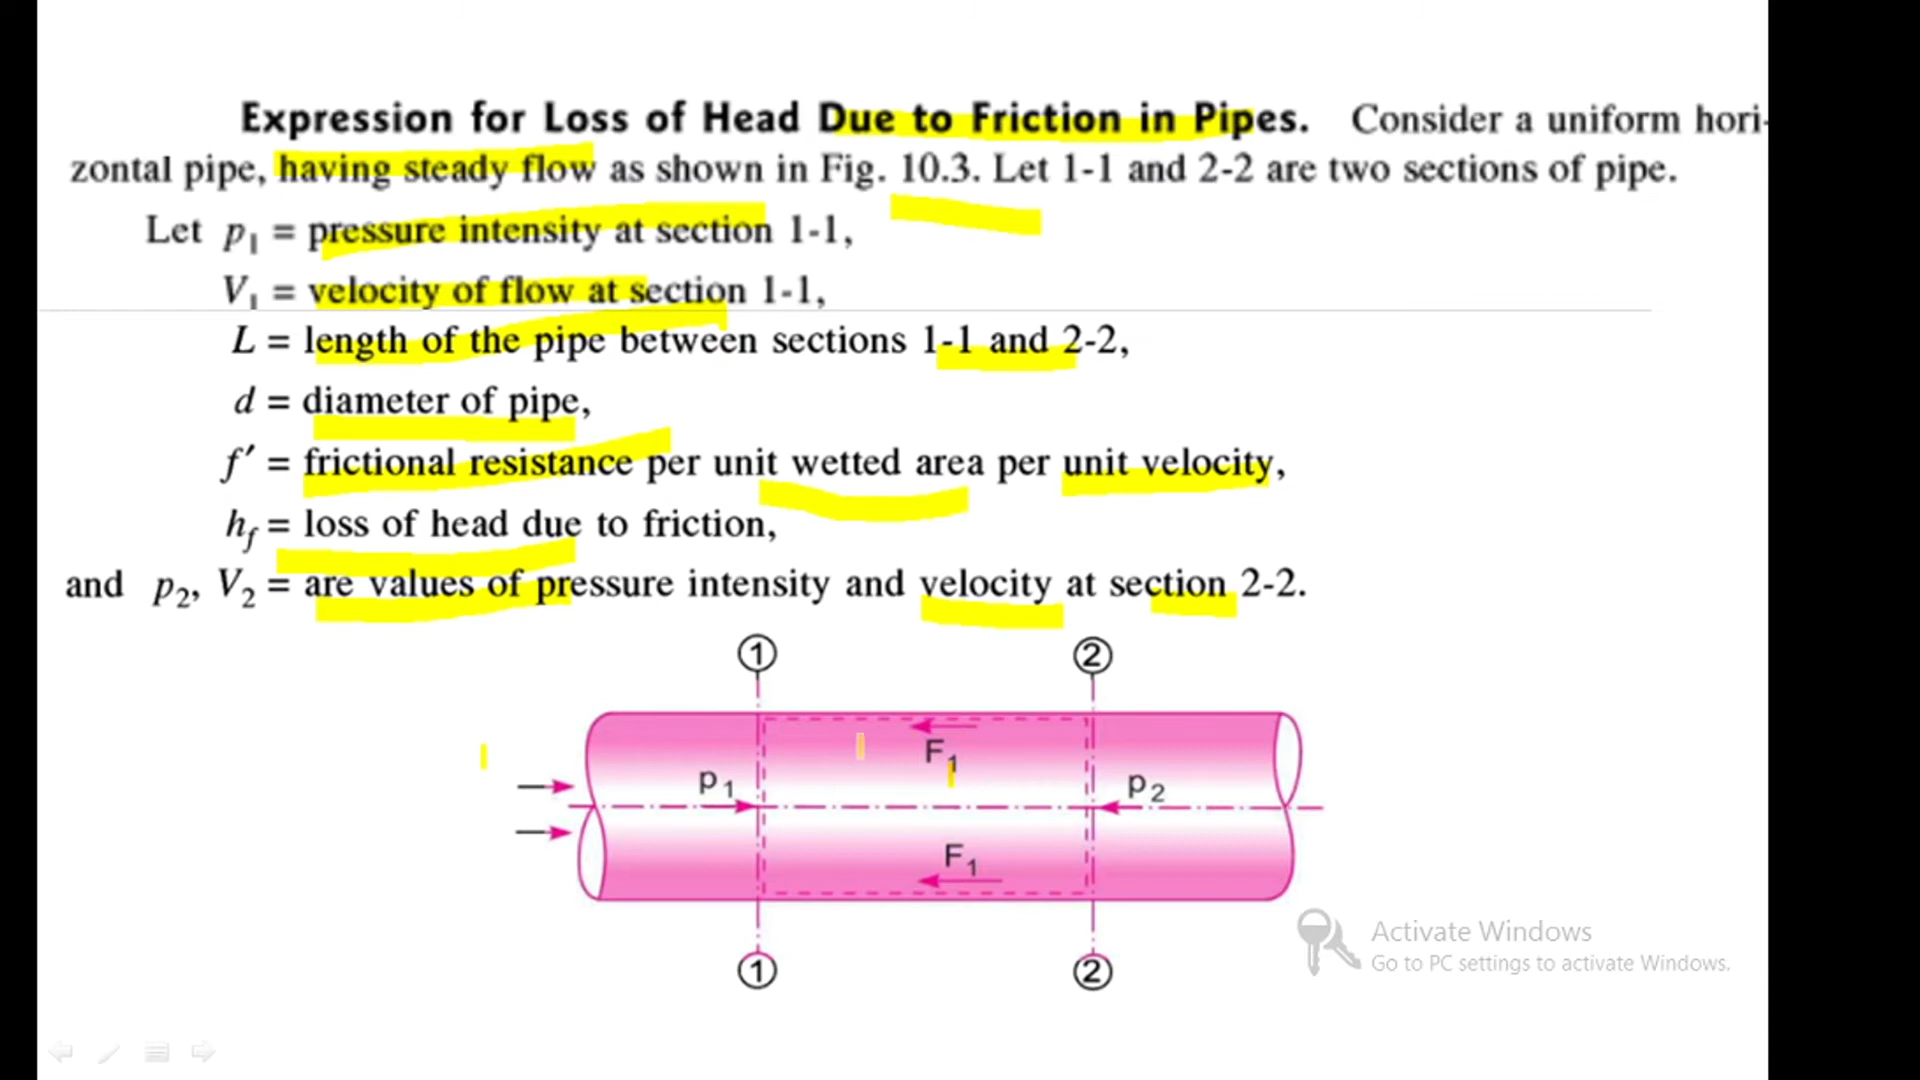 Expression for Loss of Head Due to Friction in Pipes. Consider a uniform hori-
zontal pipe, having steady flow as shown in Fig. 10.3. Let 1-1 and 2-2 are two sections of pipe.
Let p₁ = pressure intensity at section 1-1,
V₁ = velocity of flow at section 1-1,
L = length of the pipe between sections 1-1 and 2-2,
d = diameter of pipe,
f′ = frictional resistance per unit wetted area per unit velocity,
h_f = loss of head due to friction,
and p₂, V₂ = are values of pressure intensity and velocity at section 2-2.
① ②
F₁
p₁ p₂
F₁
① ②
Activate Windows
Go to PC settings to activate Windows.